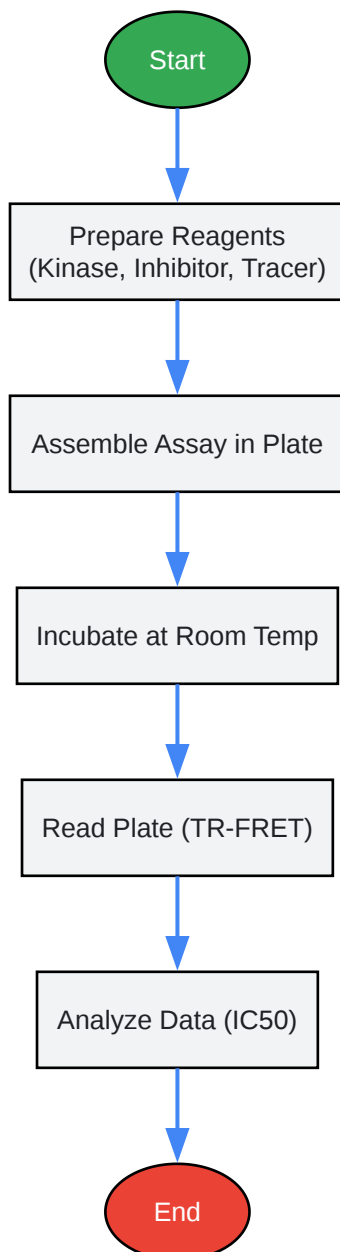 Start
Prepare Reagents
(Kinase, Inhibitor, Tracer)
Assemble Assay in Plate
Incubate at Room Temp
Read Plate (TR-FRET)
Analyze Data (IC50)
End